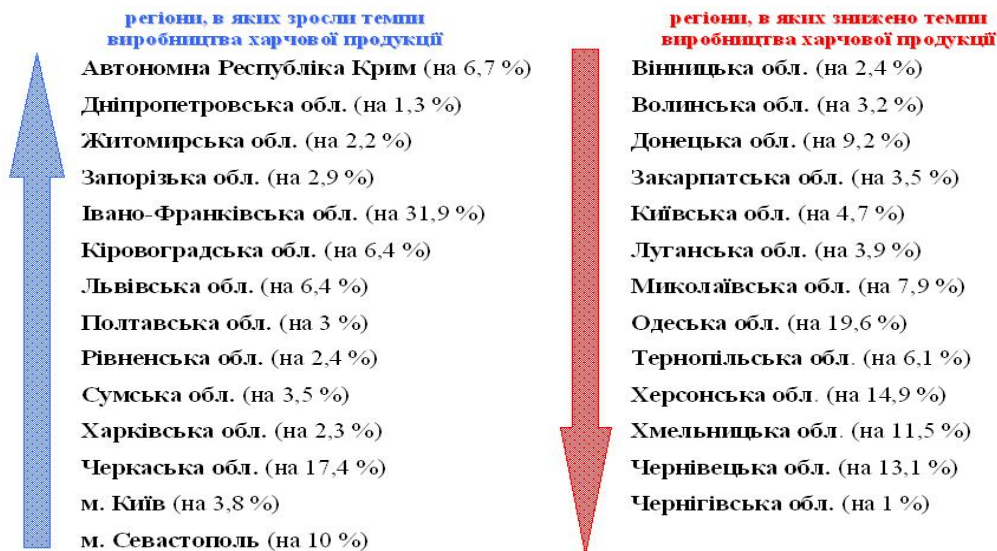 регіони, в яких зросли темпи
виробництва харчової продукції
Автономна Республіка Крим (на 6,7 %)
Дніпропетровська обл. (на 1,3 %)
Житомирська обл. (на 2,2 %)
Запорізька обл. (на 2,9 %)
Івано-Франківська обл. (на 31,9 %)
Кіровоградська обл. (на 6,4 %)
Львівська обл. (на 6,4 %)
Полтавська обл. (на 3 %)
Рівненська обл. (на 2,4 %)
Сумська обл. (на 3,5 %)
Харківська обл. (на 2,3 %)
Черкаська обл. (на 17,4 %)
м. Київ (на 3,8 %)
м. Севастополь (на 10 %)
регіони, в яких знижено темпи
виробництва харчової продукції
Вінницька обл. (на 2,4 %)
Волинська обл. (на 3,2 %)
Донецька обл. (на 9,2 %)
Закарпатська обл. (на 3,5 %)
Київська обл. (на 4,7 %)
Луганська обл. (на 3,9 %)
Миколаївська обл. (на 7,9 %)
Одеська обл. (на 19,6 %)
Тернопільська обл. (на 6,1 %)
Херсонська обл. (на 14,9 %)
Хмельницька обл. (на 11,5 %)
Чернівецька обл. (на 13,1 %)
Чернігівська обл. (на 1 %)